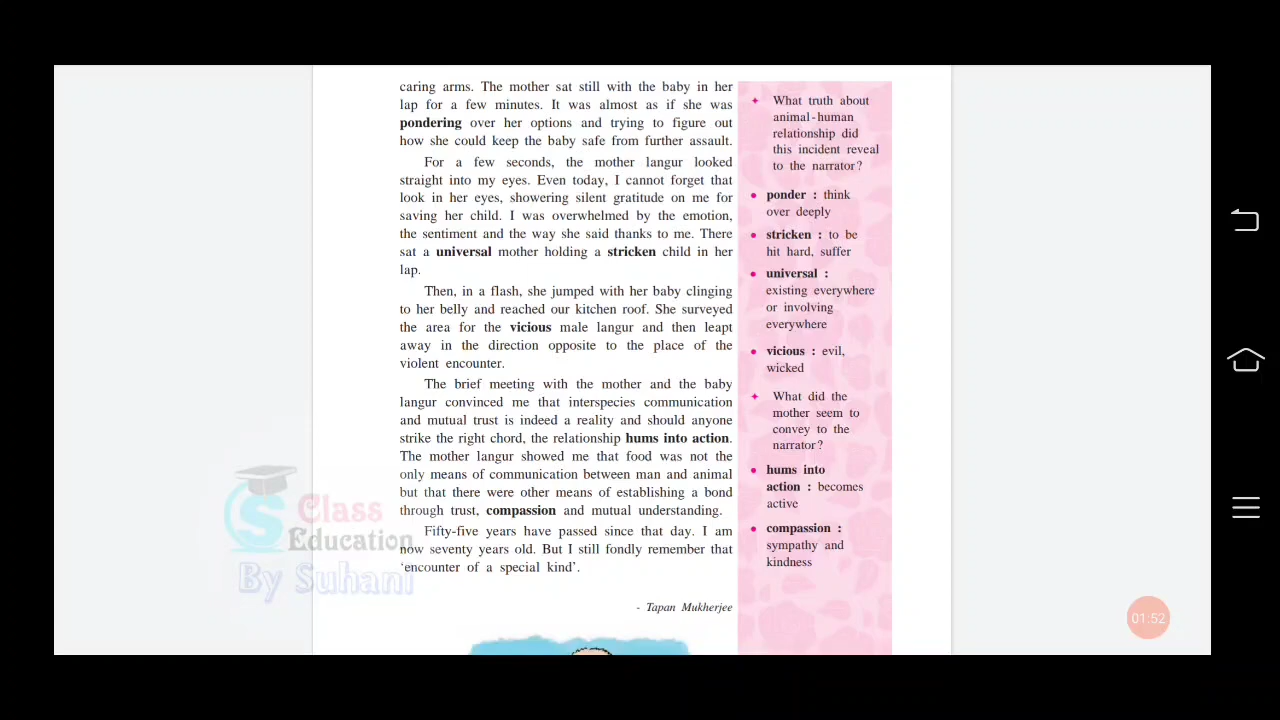 caring arms. The mother sat still with the baby in her
lap for a few minutes. It was almost as if she was
pondering over her options and trying to figure out
how she could keep the baby safe from further assault.
For a few seconds, the mother langur looked
straight into my eyes. Even today, I cannot forget that
look in her eyes, showering silent gratitude on me for
saving her child. I was overwhelmed by the emotion,
the sentiment and the way she said thanks to me. There
sat a universal mother holding a stricken child in her
lap.
Then, in a flash, she jumped with her baby clinging
to her belly and reached our kitchen roof. She surveyed
the area for the vicious male langur and then leapt
away in the direction opposite to the place of the
violent encounter.
The brief meeting with the mother and the baby
langur convinced me that interspecies communication
and mutual trust is indeed a reality and should anyone
strike the right chord, the relationship hums into action.
The mother langur showed me that food was not the
only means of communication between man and animal
but that there were other means of establishing a bond
through trust, compassion and mutual understanding.
Fifty-five years have passed since that day. I am
now seventy years old. But I still fondly remember that
‘encounter of a special kind’.
- Tapan Mukherjee
What truth about
animal-human
relationship did
this incident reveal
to the narrator?
ponder : think
over deeply
stricken : to be
hit hard, suffer
universal :
existing everywhere
or involving
everywhere
vicious : evil,
wicked
What did the
mother seem to
convey to the
narrator?
hums into
action : becomes
active
compassion :
sympathy and
kindness
S Class
Education
By Suhani
01:52